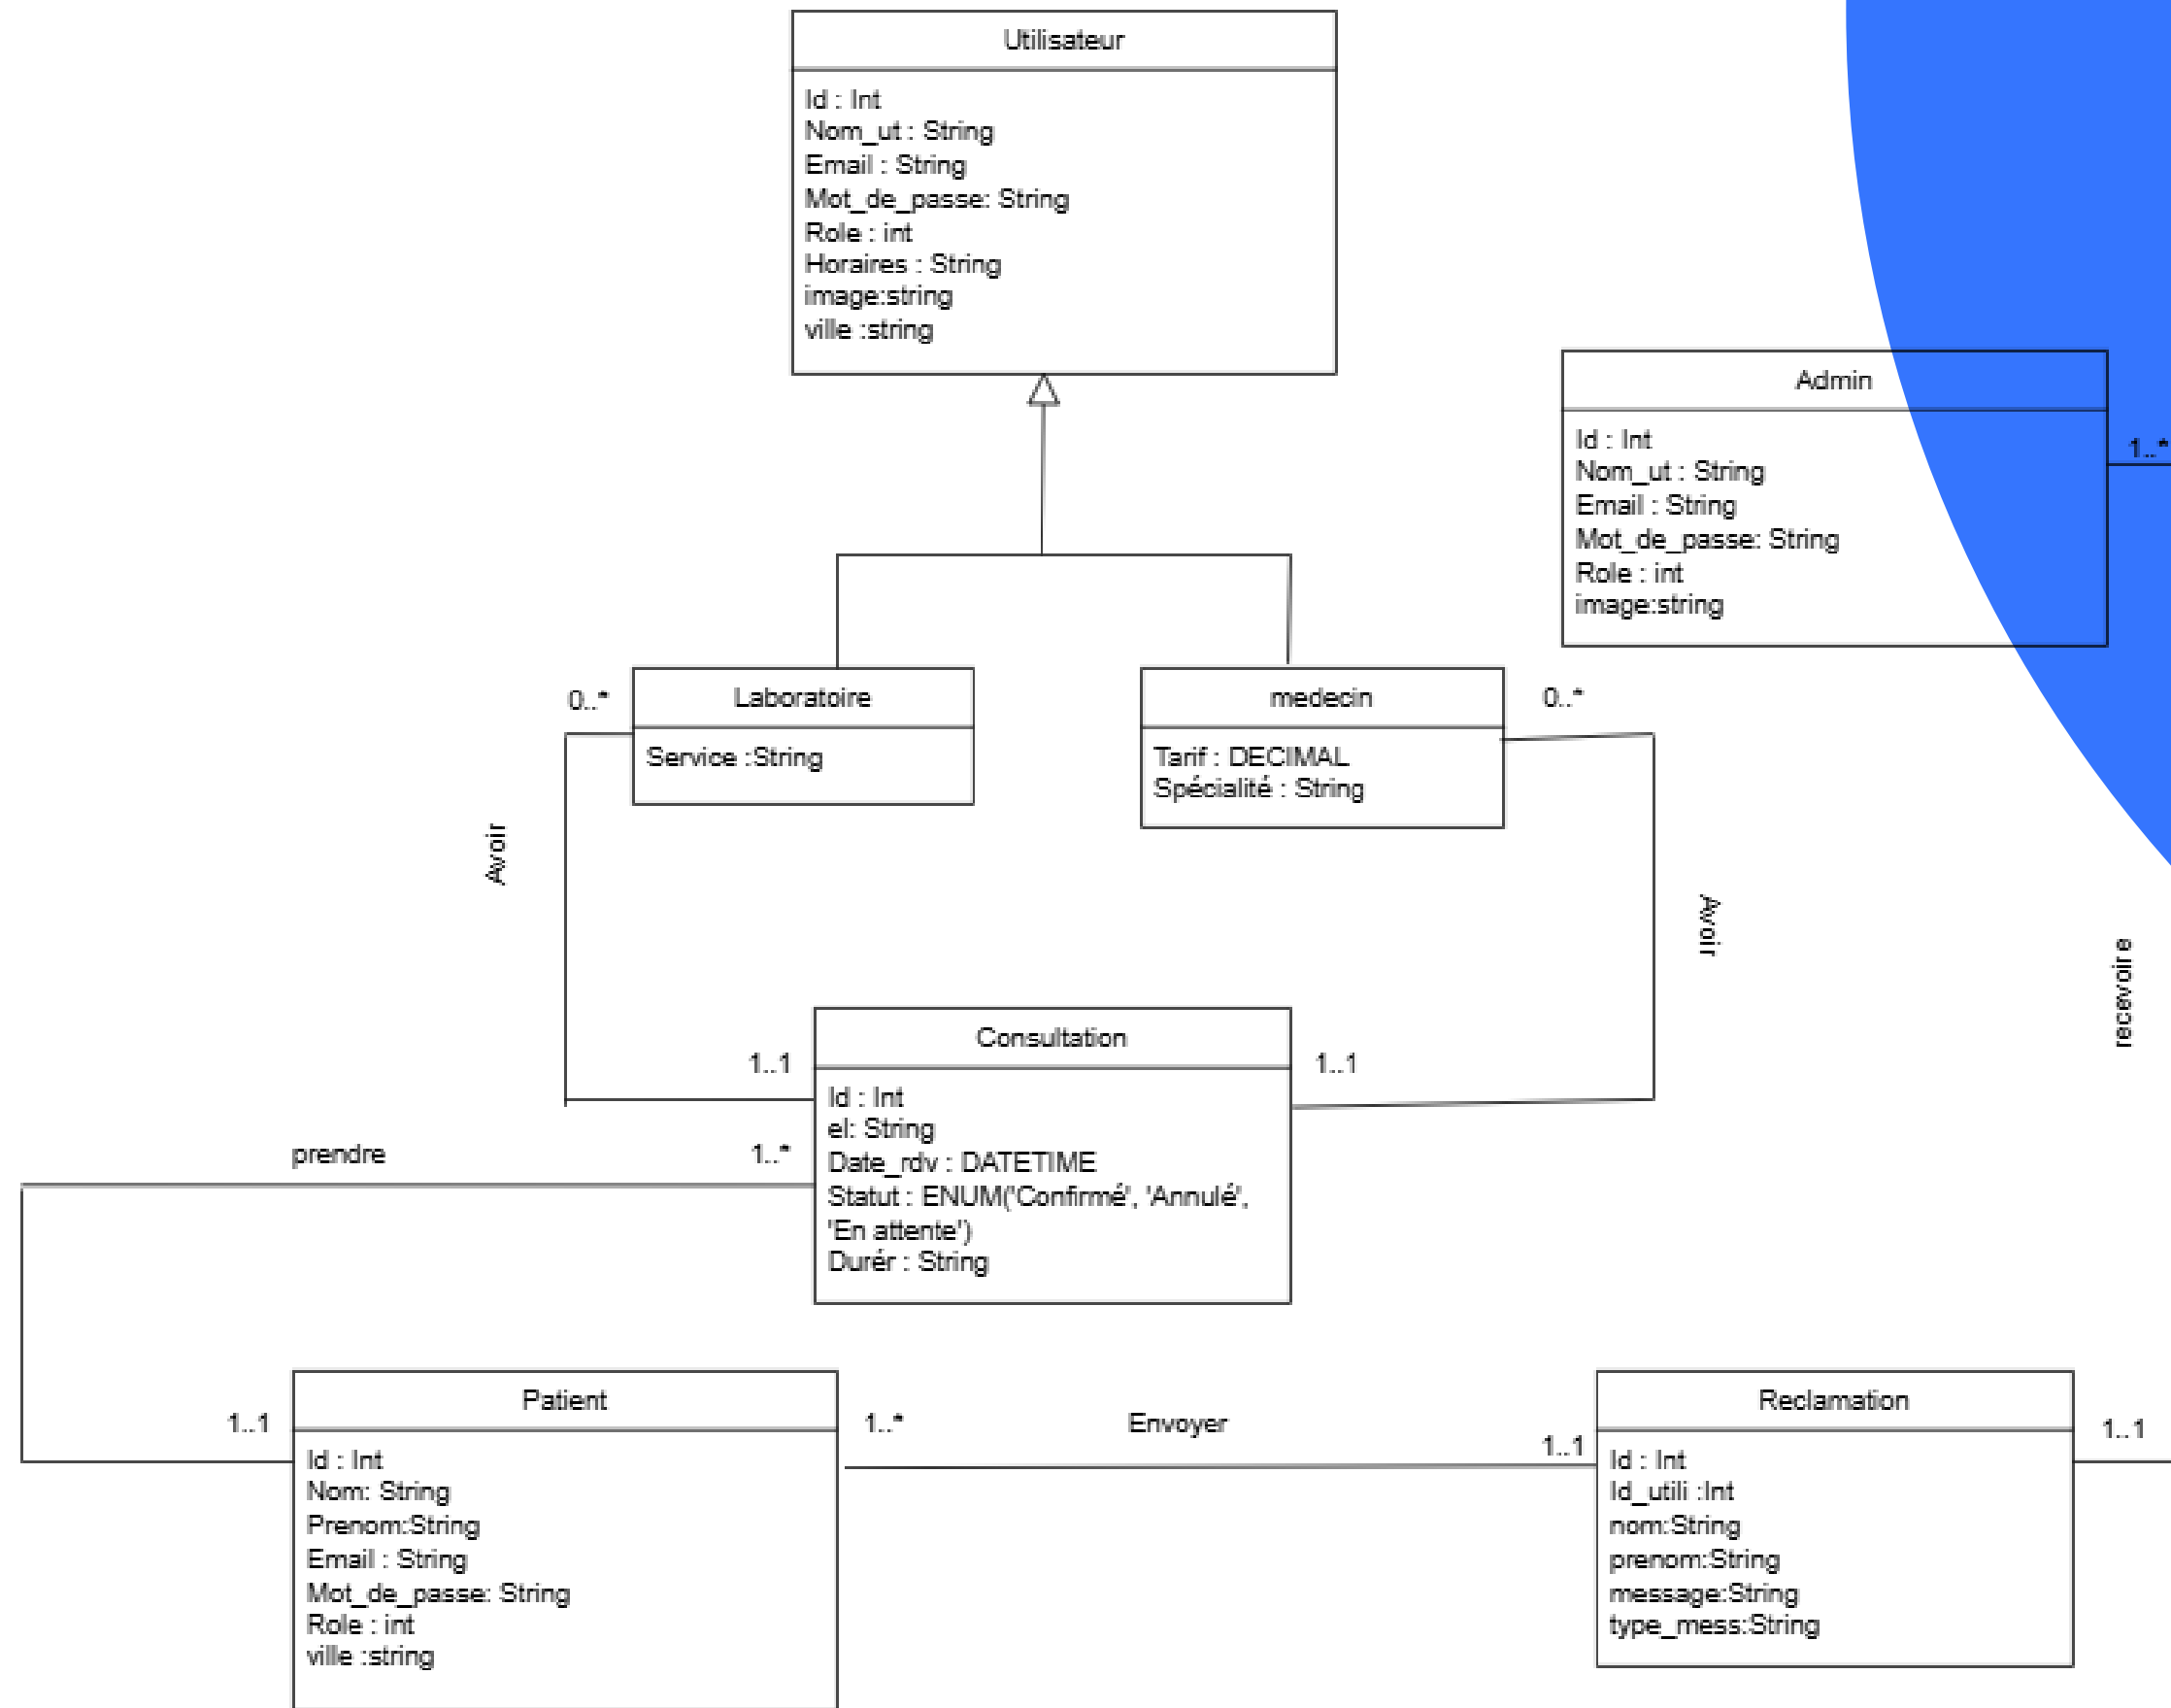 Utilisateur
Id : Int
Nom_ut : String
Email : String
Mot_de_passe: String
Role : int
Horaires : String
image:string
ville :string
Admin
Id : Int
Nom_ut : String
Email : String
Mot_de_passe: String
Role : int
image:string
1..*
0..*
Laboratoire
Service :String
medecin
Tarif : DECIMAL
Spécialité : String
0..*
Avoir
Avoir
recevoire
Consultation
Id : Int
el: String
Date_rdv : DATETIME
Statut : ENUM('Confirmé', 'Annulé',
'En attente')
Durér : String
1..1
1..1
prendre
1..*
1..1
Patient
Id : Int
Nom: String
Prenom:String
Email : String
Mot_de_passe: String
Role : int
ville :string
1..*
Envoyer
1..1
Reclamation
Id : Int
Id_utili :Int
nom:String
prenom:String
message:String
type_mess:String
1..1